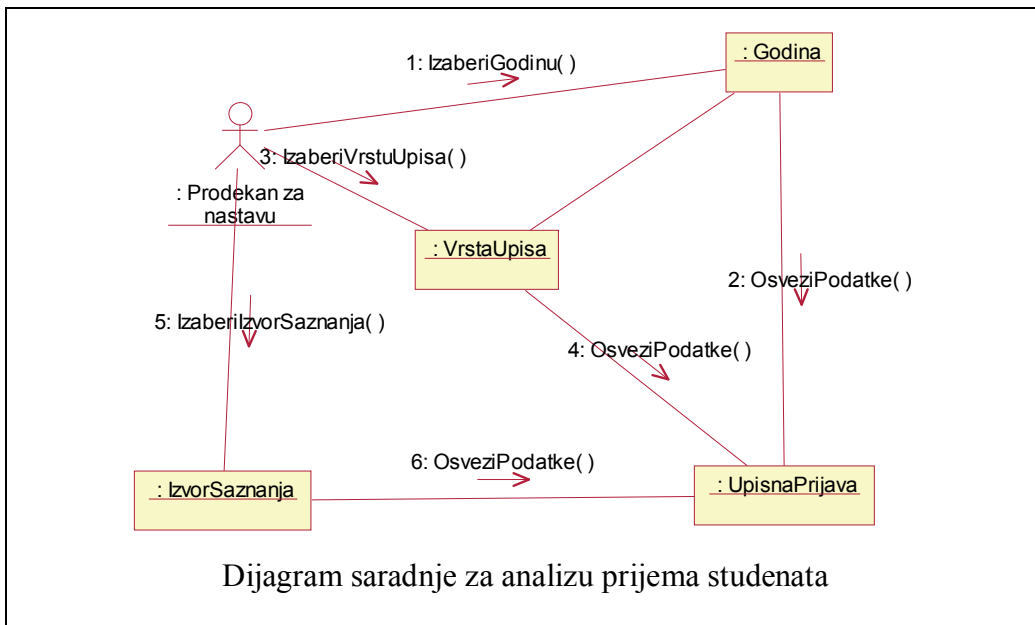 : Godina
1: IzaberiGodinu( )
3: IzaberiVrstuUpisa( )
: Prodekan za
nastavu
: VrstaUpisa
2: OsveziPodatke( )
5: IzaberiIzvorSaznanja( )
4: OsveziPodatke( )
6: OsveziPodatke( )
: IzvorSaznanja
: UpisnaPrijava
Dijagram saradnje za analizu prijema studenata